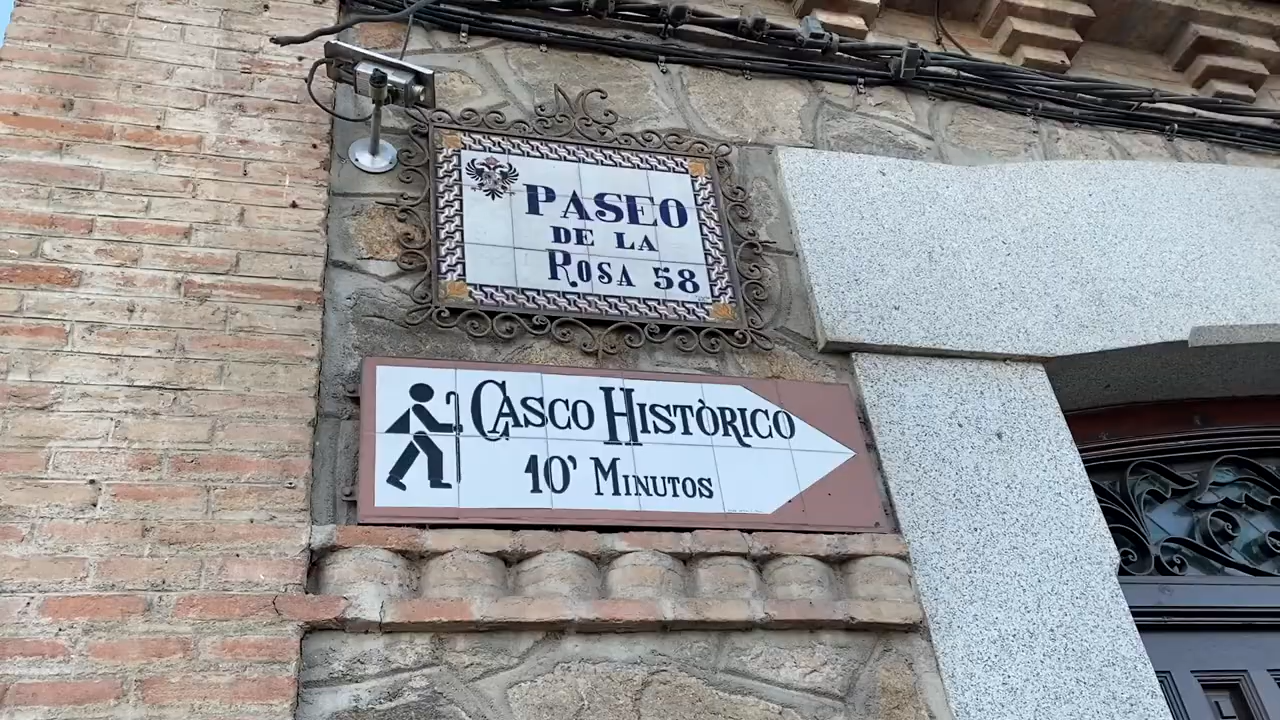 PASEO
DE LA
ROSA 58
CASCO HISTÒRICO
10' MINUTOS